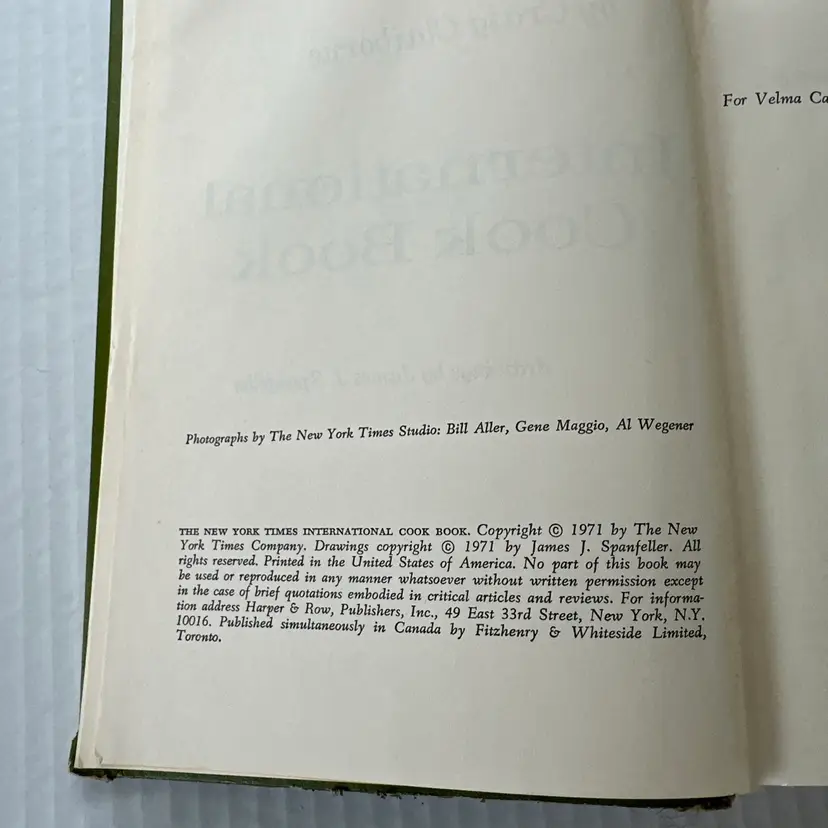 Photographs by The New York Times Studio: Bill Aller, Gene Maggio, Al Wegener
THE NEW YORK TIMES INTERNATIONAL COOK BOOK. Copyright © 1971 by The New
York Times Company. Drawings copyright © 1971 by James J. Spanfeller. All
rights reserved. Printed in the United States of America. No part of this book may
be used or reproduced in any manner whatsoever without written permission except
in the case of brief quotations embodied in critical articles and reviews. For informa-
tion address Harper & Row, Publishers, Inc., 49 East 33rd Street, New York, N.Y.
10016. Published simultaneously in Canada by Fitzhenry & Whiteside Limited,
Toronto.
For Velma